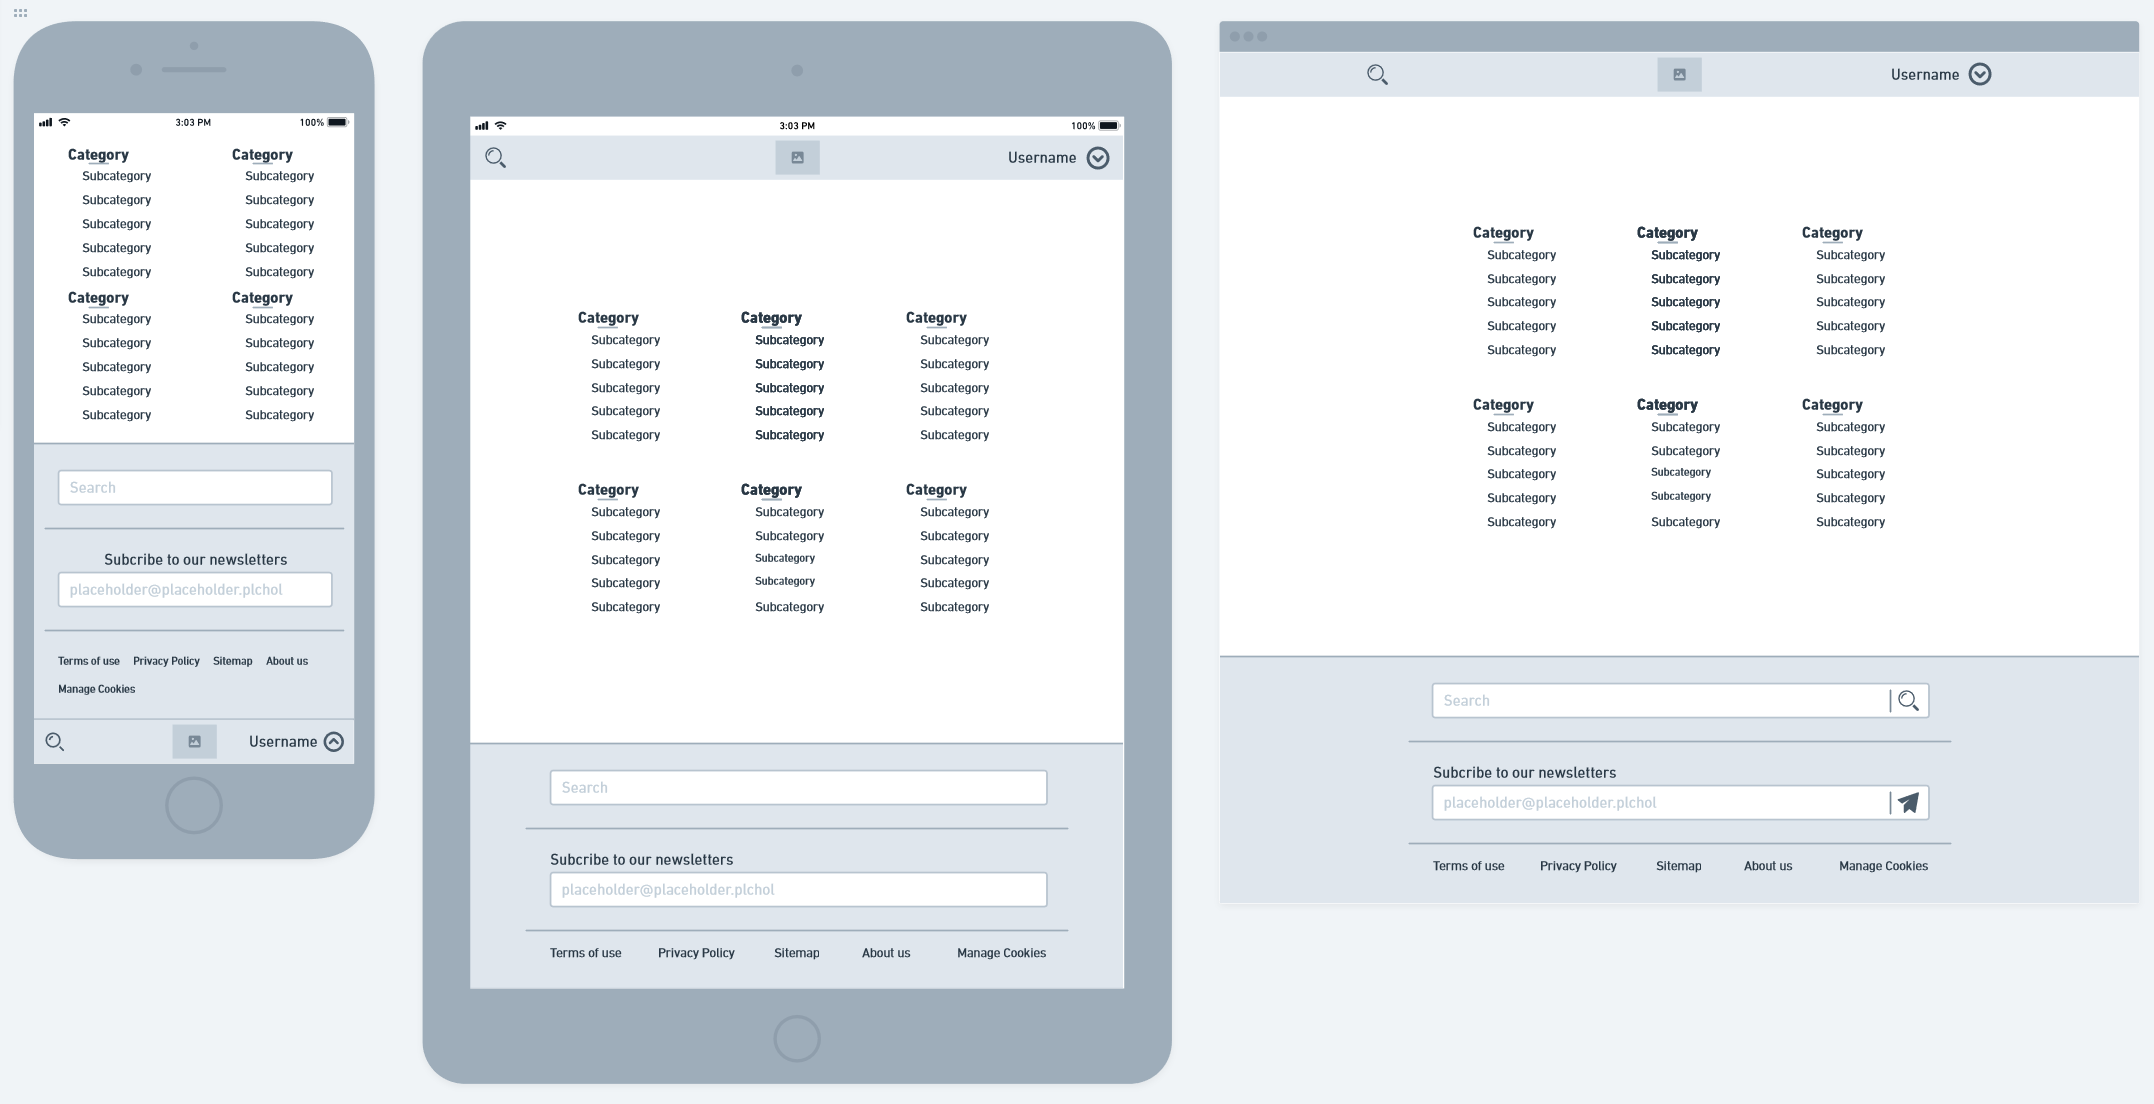 3:03 PM 100%
Category Category
Subcategory Subcategory
Subcategory Subcategory
Subcategory Subcategory
Subcategory Subcategory
Subcategory Subcategory
Category Category
Subcategory Subcategory
Subcategory Subcategory
Subcategory Subcategory
Subcategory Subcategory
Subcategory Subcategory
Search
Subcribe to our newsletters
placeholder@placeholder.plchol
Terms of use Privacy Policy Sitemap About us
Manage Cookies
Username
3:03 PM 100%
Username
Category Category Category
Subcategory Subcategory Subcategory
Subcategory Subcategory Subcategory
Subcategory Subcategory Subcategory
Subcategory Subcategory Subcategory
Subcategory Subcategory Subcategory
Category Category Category
Subcategory Subcategory Subcategory
Subcategory Subcategory Subcategory
Subcategory Subcategory Subcategory
Subcategory Subcategory Subcategory
Subcategory Subcategory Subcategory
Search
Subcribe to our newsletters
placeholder@placeholder.plchol
Terms of use Privacy Policy Sitemap About us Manage Cookies
Username
Category Category Category
Subcategory Subcategory Subcategory
Subcategory Subcategory Subcategory
Subcategory Subcategory Subcategory
Subcategory Subcategory Subcategory
Subcategory Subcategory Subcategory
Category Category Category
Subcategory Subcategory Subcategory
Subcategory Subcategory Subcategory
Subcategory Subcategory Subcategory
Subcategory Subcategory Subcategory
Subcategory Subcategory Subcategory
Search
Subcribe to our newsletters
placeholder@placeholder.plchol
Terms of use Privacy Policy Sitemap About us Manage Cookies